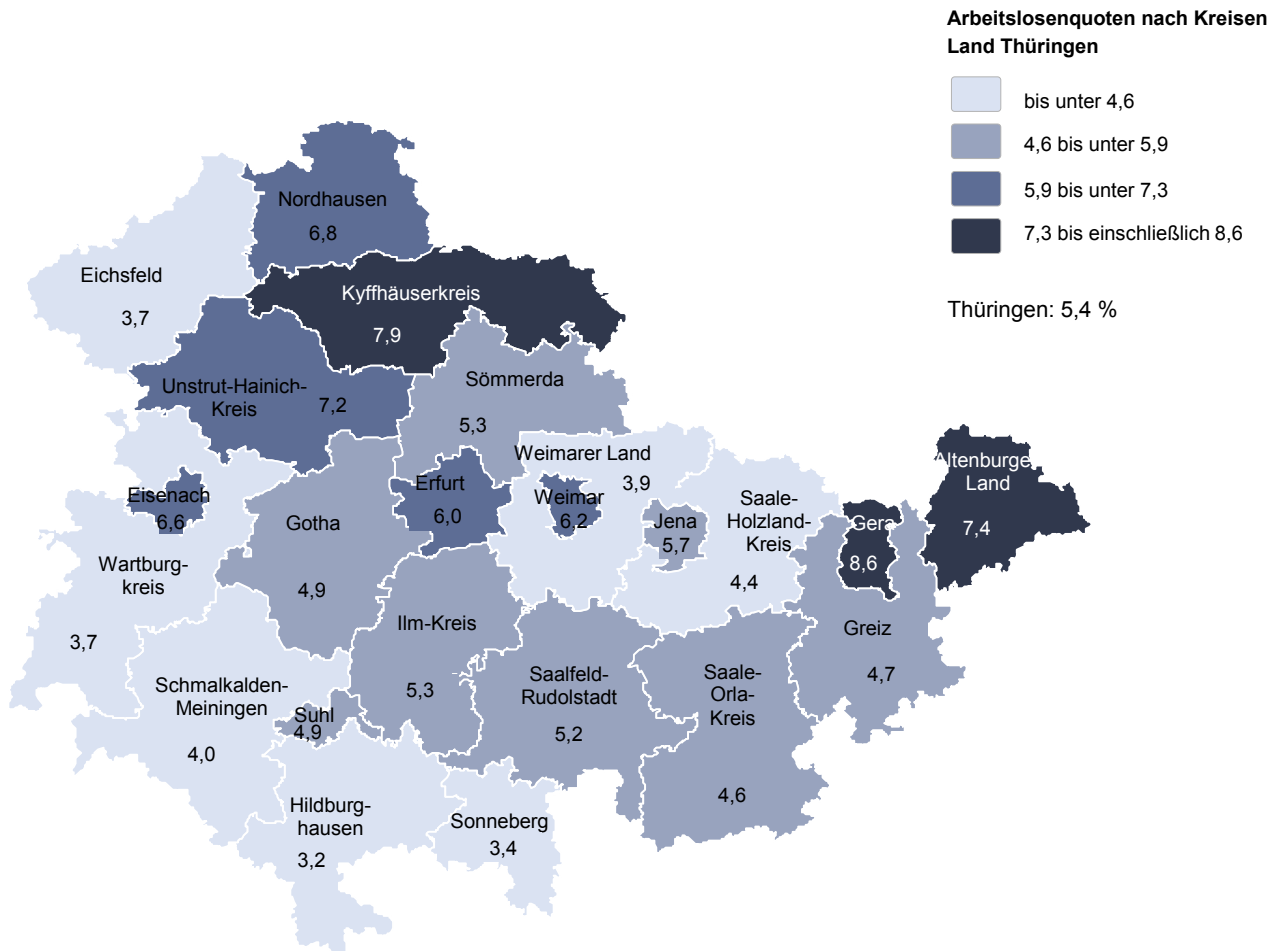 Arbeitslosenquoten nach Kreisen
Land Thüringen
bis unter 4,6
4,6 bis unter 5,9
5,9 bis unter 7,3
7,3 bis einschließlich 8,6
Thüringen: 5,4 %
Nordhausen
6,8
Eichsfeld
3,7
Kyffhäuserkreis
7,9
Unstrut-Hainich-
Kreis
7,2
Sömmerda
5,3
Weimarer Land
3,9
Eisenach
6,6
Gotha
4,9
Erfurt
6,0
Weimar
6,2
Jena
5,7
Saale-
Holzland-
Kreis
4,4
Gera
8,6
Altenburge
Land
7,4
Wartburg-
kreis
3,7
Ilm-Kreis
5,3
Greiz
4,7
Schmalkalden-
Meiningen
4,0
Suhl
4,9
Saalfeld-
Rudolstadt
5,2
Saale-
Orla-
Kreis
4,6
Hildburg-
hausen
3,2
Sonneberg
3,4